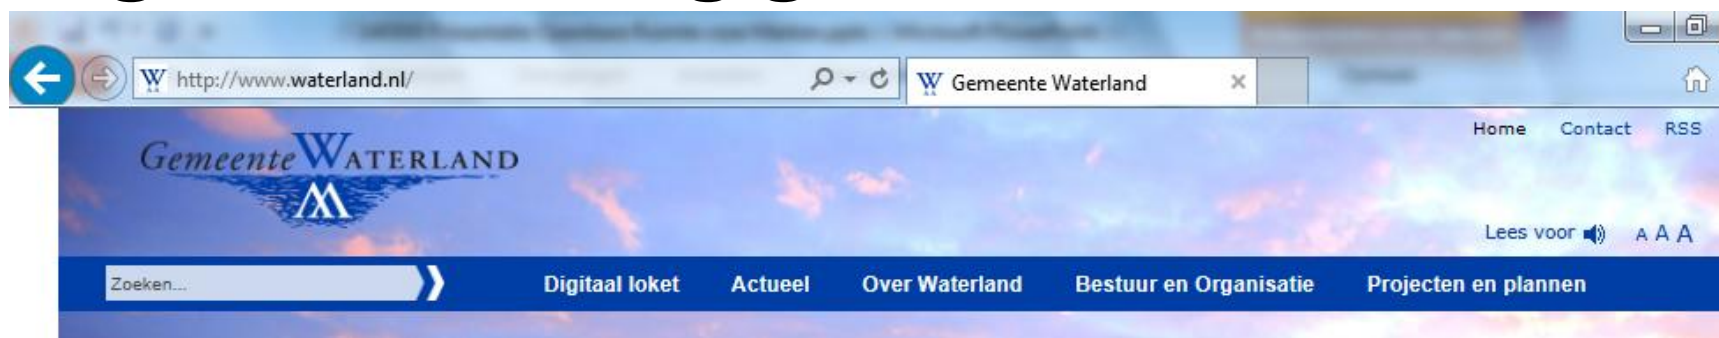 http://www.waterland.nl/
Gemeente Waterland
Home Contact RSS
Gemeente WATERLAND
Lees voor A A A
Zoeken... Digitaal loket Actueel Over Waterland Bestuur en Organisatie Projecten en plannen